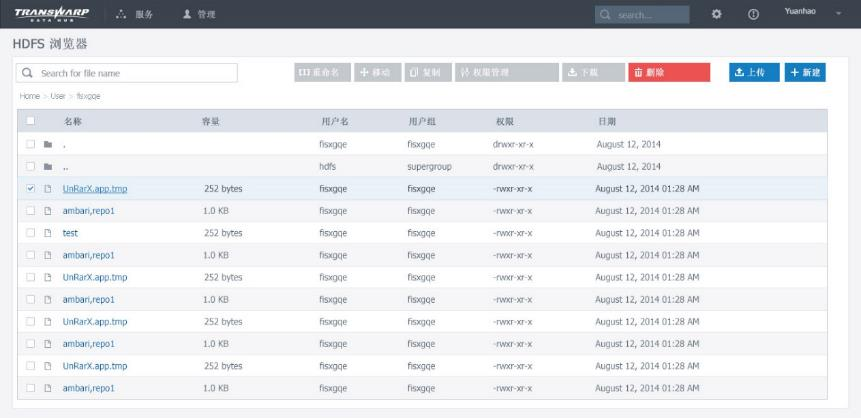 TRANSWARP DATA HUB 服务 管理 search... Yuanhao
HDFS 浏览器
Search for file name 重命名 移动 复制 权限管理 下载 删除 上传 新建
Home > User > fisxgqe
名称 容量 用户名 用户组 权限 日期
. fisxgqe fisxgqe drwxr-xr-x August 12, 2014
.. hdfs supergroup drwxr-xr-x August 12, 2014
UnRarX.app.tmp 252 bytes fisxgqe fisxgqe -rwxr-xr-x August 12, 2014 01:28 AM
ambari,repo1 1.0 KB fisxgqe fisxgqe -rwxr-xr-x August 12, 2014 01:28 AM
test 252 bytes fisxgqe fisxgqe -rwxr-xr-x August 12, 2014 01:28 AM
ambari,repo1 1.0 KB fisxgqe fisxgqe -rwxr-xr-x August 12, 2014 01:28 AM
UnRarX.app.tmp 252 bytes fisxgqe fisxgqe -rwxr-xr-x August 12, 2014 01:28 AM
ambari,repo1 1.0 KB fisxgqe fisxgqe -rwxr-xr-x August 12, 2014 01:28 AM
UnRarX.app.tmp 252 bytes fisxgqe fisxgqe -rwxr-xr-x August 12, 2014 01:28 AM
ambari,repo1 1.0 KB fisxgqe fisxgqe -rwxr-xr-x August 12, 2014 01:28 AM
UnRarX.app.tmp 252 bytes fisxgqe fisxgqe -rwxr-xr-x August 12, 2014 01:28 AM
ambari,repo1 1.0 KB fisxgqe fisxgqe -rwxr-xr-x August 12, 2014 01:28 AM